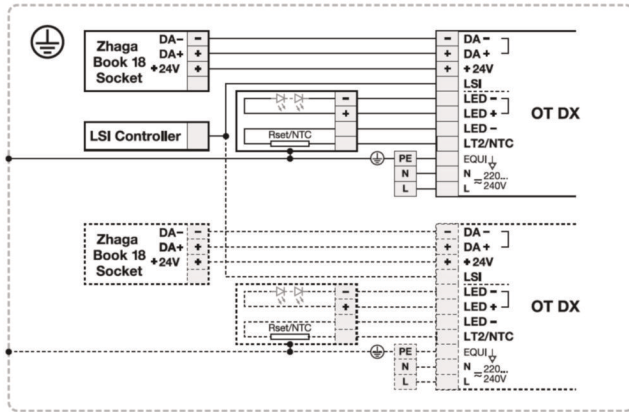 Zhaga
Book 18
Socket
DA−
DA+
+24V
−
+
+
−
+
+
DA −
DA +
+24V
LSI
LED −
LED +
LED −
LT2/NTC
EQUI
N
L
220...
240V
OT DX
LSI Controller
−
+
Rset/NTC
PE
N
L
Zhaga
Book 18
Socket
DA−
DA+
+24V
−
+
+
−
+
+
DA −
DA +
+24V
LSI
LED −
LED +
LED −
LT2/NTC
EQUI
N
L
220...
240V
OT DX
−
+
Rset/NTC
PE
N
L